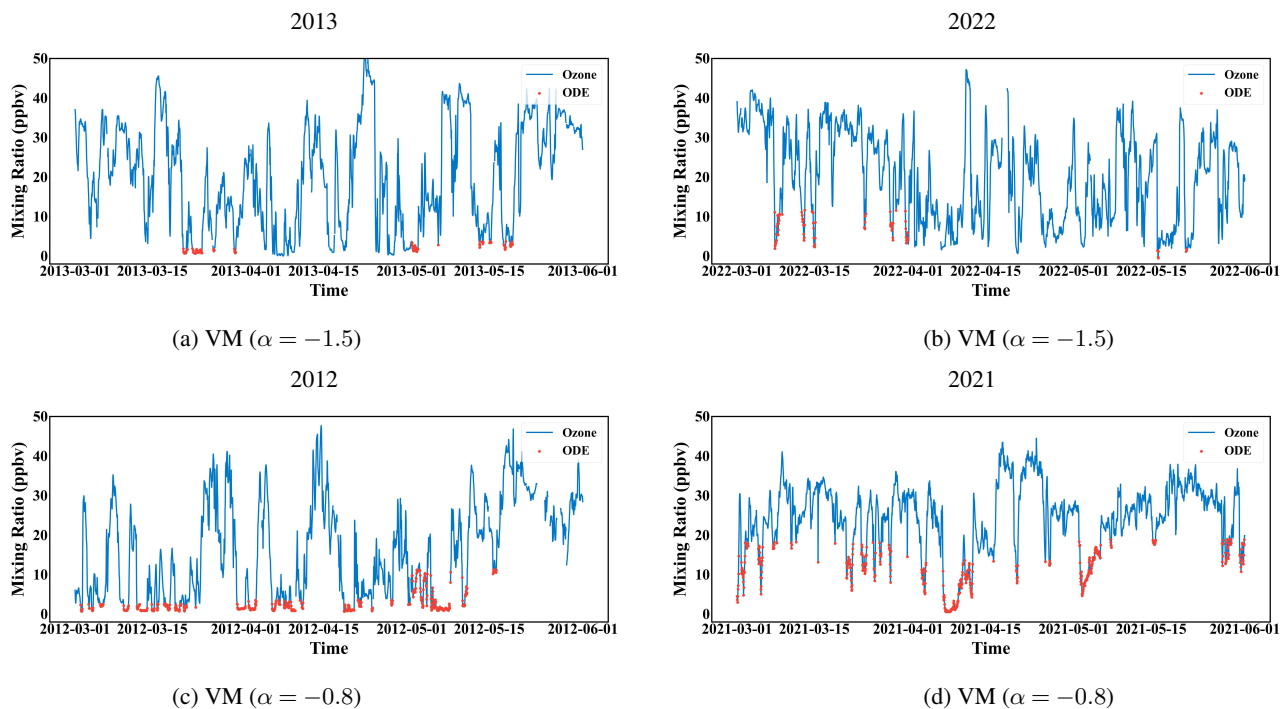 2013
50
40
30
20
10
0
Mixing Ratio (ppbv)
Ozone
ODE
2013-03-01 2013-03-15 2013-04-01 2013-04-15 2013-05-01 2013-05-15 2013-06-01
Time
(a) VM (α = −1.5)
2022
50
40
30
20
10
0
Mixing Ratio (ppbv)
Ozone
ODE
2022-03-01 2022-03-15 2022-04-01 2022-04-15 2022-05-01 2022-05-15 2022-06-01
Time
(b) VM (α = −1.5)
2012
50
40
30
20
10
0
Mixing Ratio (ppbv)
Ozone
ODE
2012-03-01 2012-03-15 2012-04-01 2012-04-15 2012-05-01 2012-05-15 2012-06-01
Time
(c) VM (α = −0.8)
2021
50
40
30
20
10
0
Mixing Ratio (ppbv)
Ozone
ODE
2021-03-01 2021-03-15 2021-04-01 2021-04-15 2021-05-01 2021-05-15 2021-06-01
Time
(d) VM (α = −0.8)